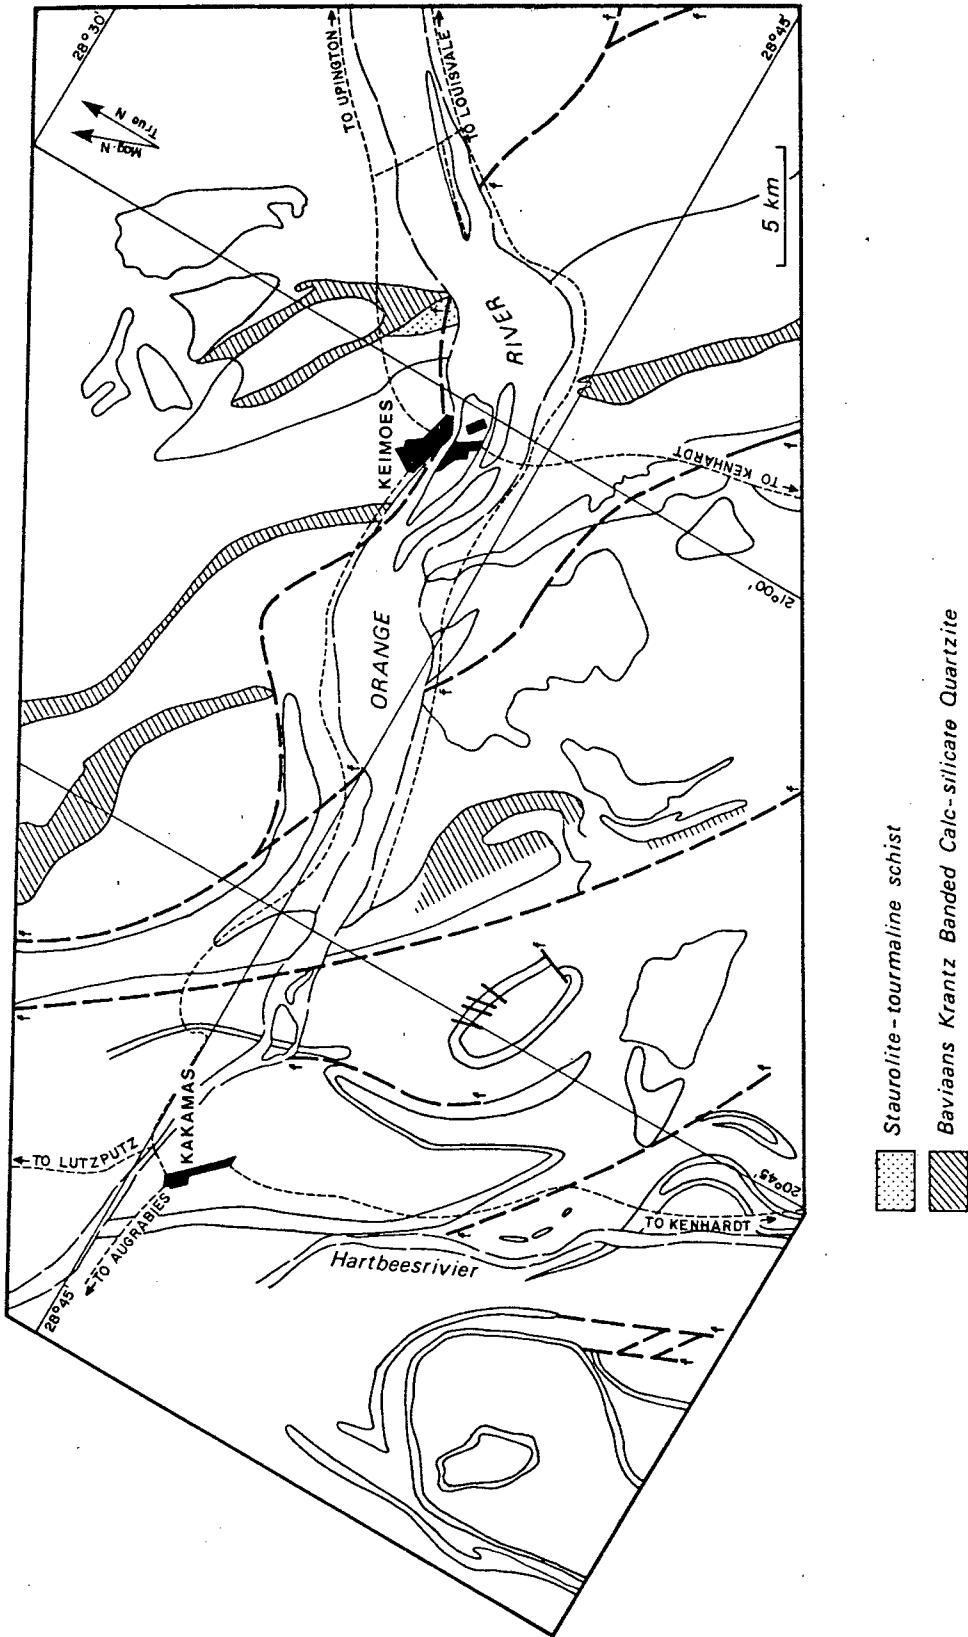 28°30'
TO UPINGTON
TO LOUISVALE
f
f
28°45'
Mag. N
True N
f
5 km
f
RIVER
KEIMOES
TO KENHARDT
f
21°00'
ORANGE
f
f
f
f
f
f
f
f
f
f
KAKAMAS
TO LUTZPUTZ
TO AUGRABIES
28°45'
20°45'
TO KENHARDT
f
Hartbeesrivier
f
f
Staurolite-tourmaline schist
Baviaans Krantz Banded Calc-silicate Quartzite